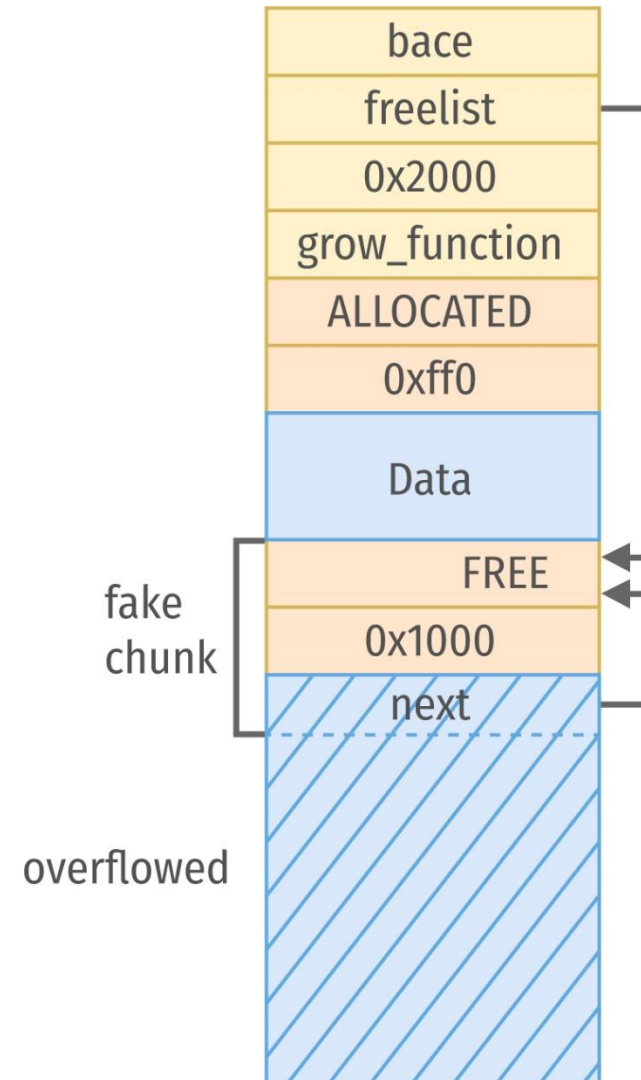 bace
freelist
0x2000
grow_function
ALLOCATED
0xff0
Data
FREE
fake
chunk
0x1000
next
overflowed